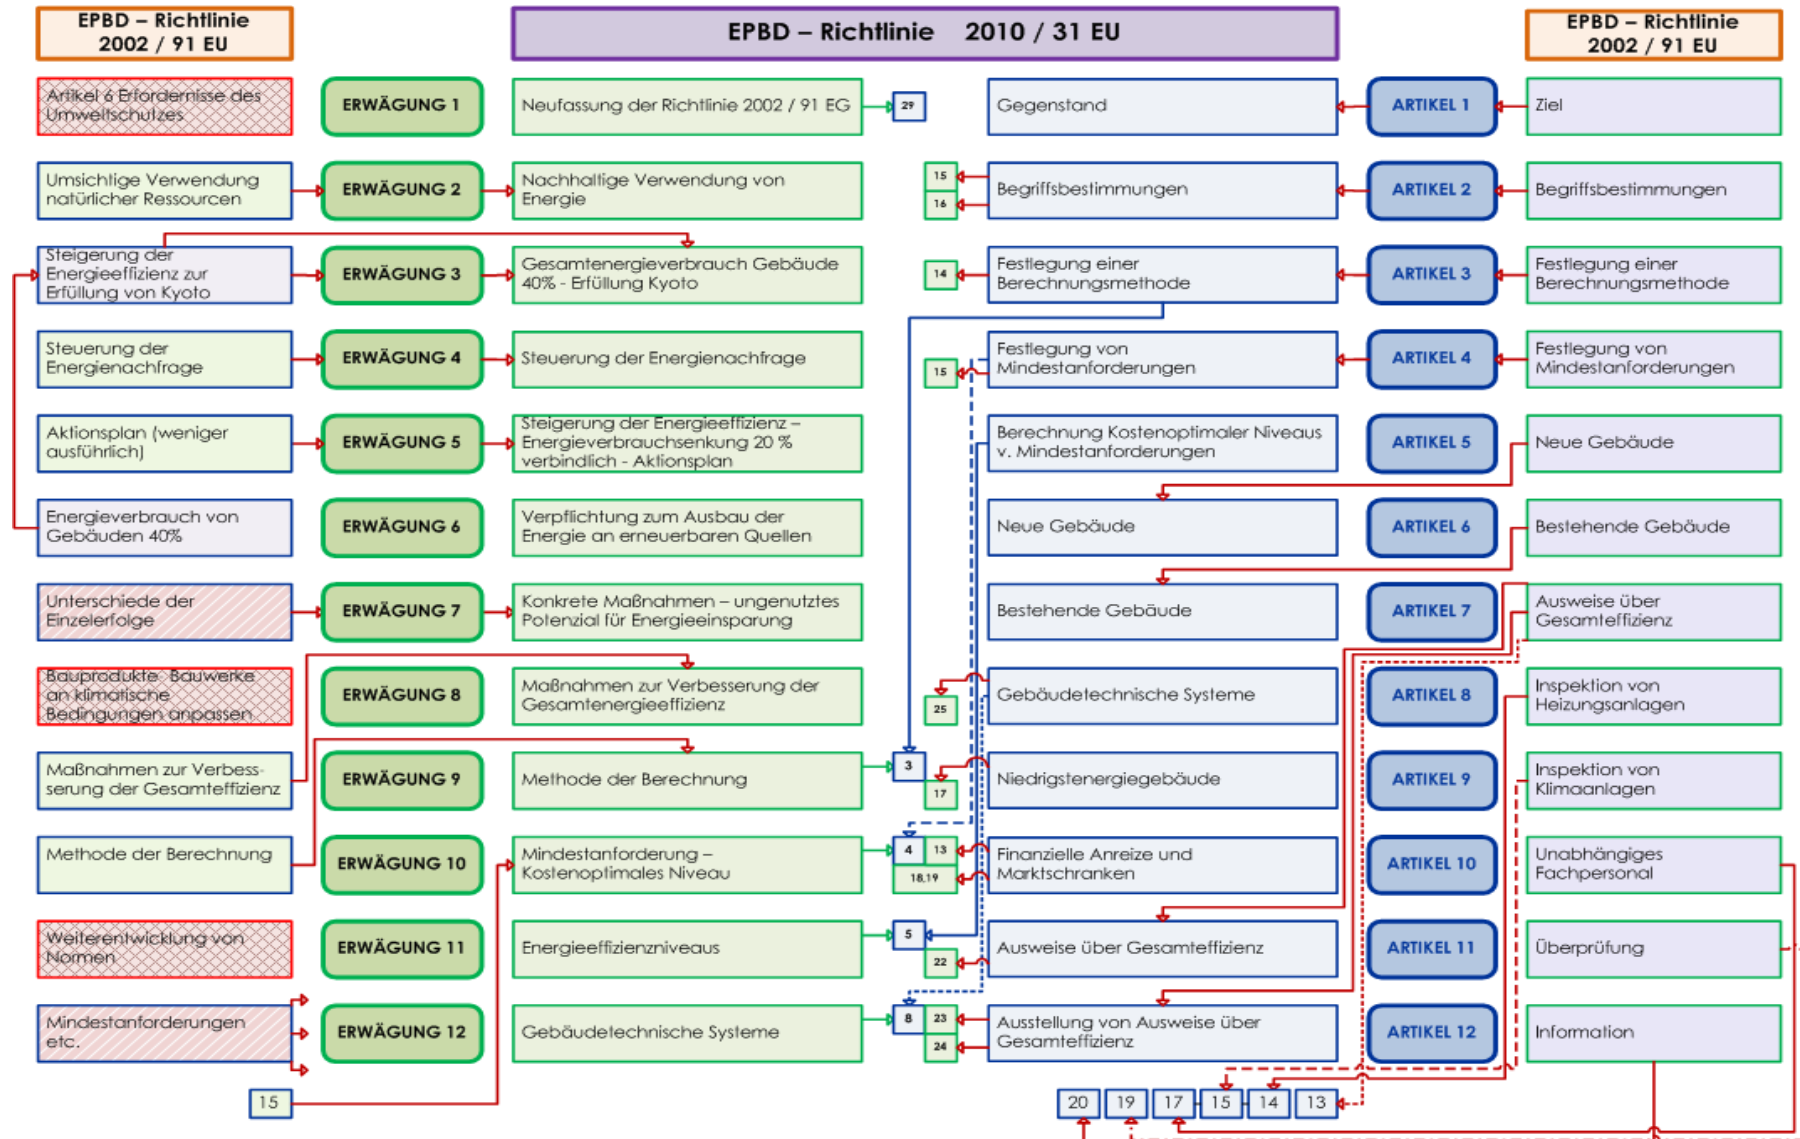 EPBD – Richtlinie
2002 / 91 EU
EPBD – Richtlinie 2010 / 31 EU
EPBD – Richtlinie
2002 / 91 EU
Artikel 6 Erfordernisse des
Umweltschutzes
ERWÄGUNG 1
Neufassung der Richtlinie 2002 / 91 EG
29
Gegenstand
ARTIKEL 1
Ziel
Umsichtige Verwendung
natürlicher Ressourcen
ERWÄGUNG 2
Nachhaltige Verwendung von
Energie
15
16
Begriffsbestimmungen
ARTIKEL 2
Begriffsbestimmungen
Steigerung der
Energieeffizienz zur
Erfüllung von Kyoto
ERWÄGUNG 3
Gesamtenergieverbrauch Gebäude
40% - Erfüllung Kyoto
14
Festlegung einer
Berechnungsmethode
ARTIKEL 3
Festlegung einer
Berechnungsmethode
Steuerung der
Energienachfrage
ERWÄGUNG 4
Steuerung der Energienachfrage
15
Festlegung von
Mindestanforderungen
ARTIKEL 4
Festlegung von
Mindestanforderungen
Aktionsplan (weniger
ausführlich)
ERWÄGUNG 5
Steigerung der Energieeffizienz –
Energieverbrauchsenkung 20 %
verbindlich - Aktionsplan
Berechnung Kostenoptimaler Niveaus
v. Mindestanforderungen
ARTIKEL 5
Neue Gebäude
Energieverbrauch von
Gebäuden 40%
ERWÄGUNG 6
Verpflichtung zum Ausbau der
Energie an erneuerbaren Quellen
Neue Gebäude
ARTIKEL 6
Bestehende Gebäude
Unterschiede der
Einzelerfolge
ERWÄGUNG 7
Konkrete Maßnahmen – ungenutztes
Potenzial für Energieeinsparung
Bestehende Gebäude
ARTIKEL 7
Ausweise über
Gesamteffizienz
Bauprodukte Bauwerke
an klimatische
Bedingungen anpassen
ERWÄGUNG 8
Maßnahmen zur Verbesserung der
Gesamtenergieeffizienz
25
Gebäudetechnische Systeme
ARTIKEL 8
Inspektion von
Heizungsanlagen
Maßnahmen zur Verbess-
serung der Gesamteffizienz
ERWÄGUNG 9
Methode der Berechnung
3
17
Niedrigstenergiegebäude
ARTIKEL 9
Inspektion von
Klimaanlagen
Methode der Berechnung
ERWÄGUNG 10
Mindestanforderung –
Kostenoptimales Niveau
4
13
18,19
Finanzielle Anreize und
Marktschranken
ARTIKEL 10
Unabhängiges
Fachpersonal
Weiterentwicklung von
Normen
ERWÄGUNG 11
Energieeffizienzniveaus
5
22
Ausweise über Gesamteffizienz
ARTIKEL 11
Überprüfung
Mindestanforderungen
etc.
ERWÄGUNG 12
Gebäudetechnische Systeme
8
23
24
Ausstellung von Ausweise über
Gesamteffizienz
ARTIKEL 12
Information
15
20
19
17
15
14
13